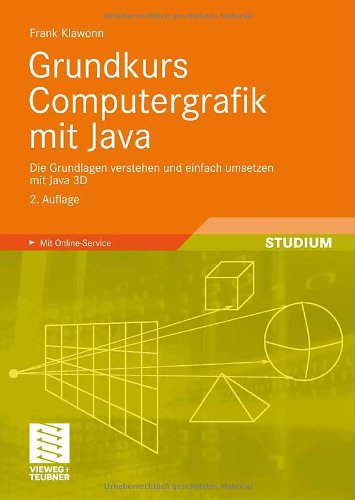 Urheberrechtlich geschütztes Material
Frank Klawonn
Grundkurs
Computergrafik
mit Java
Die Grundlagen verstehen und einfach umsetzen
mit Java 3D
2. Auflage
Mit Online-Service
STUDIUM
VIEWEG+
TEUBNER
Urheberrechtlich geschütztes Material